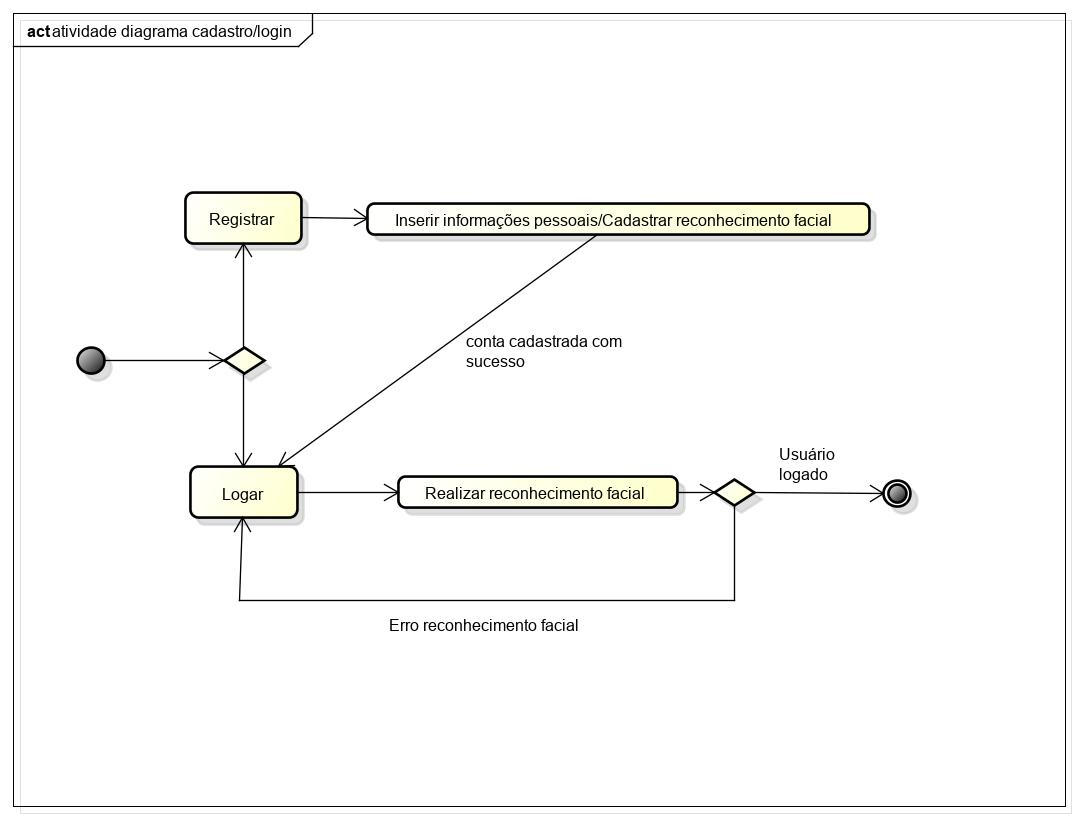 act atividade diagrama cadastro/login
Registrar
Inserir informações pessoais/Cadastrar reconhecimento facial
conta cadastrada com
sucesso
Usuário
logado
Logar
Realizar reconhecimento facial
Erro reconhecimento facial